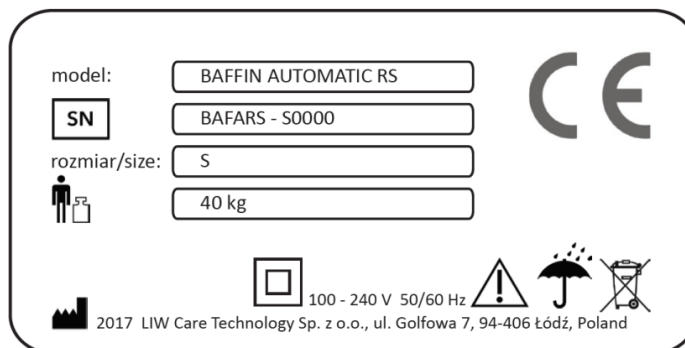 model: BAFFIN AUTOMATIC RS
SN BAFARS - S0000
rozmiar/size: S
40 kg
CE
100 - 240 V 50/60 Hz
2017 LIW Care Technology Sp. z o.o., ul. Golfowa 7, 94-406 Łódź, Poland